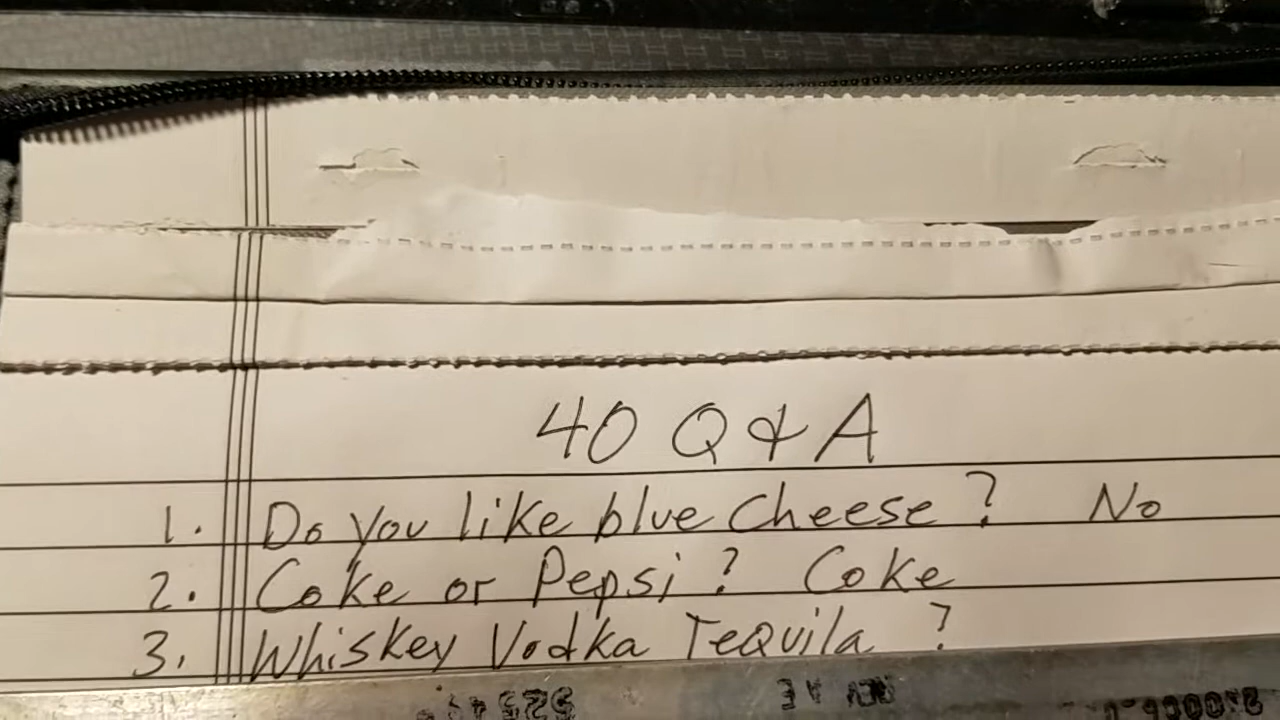 40 Q & A
1. Do you like blue cheese? No
2. Coke or Pepsi? Coke
3. Whiskey Vodka Tequila ?